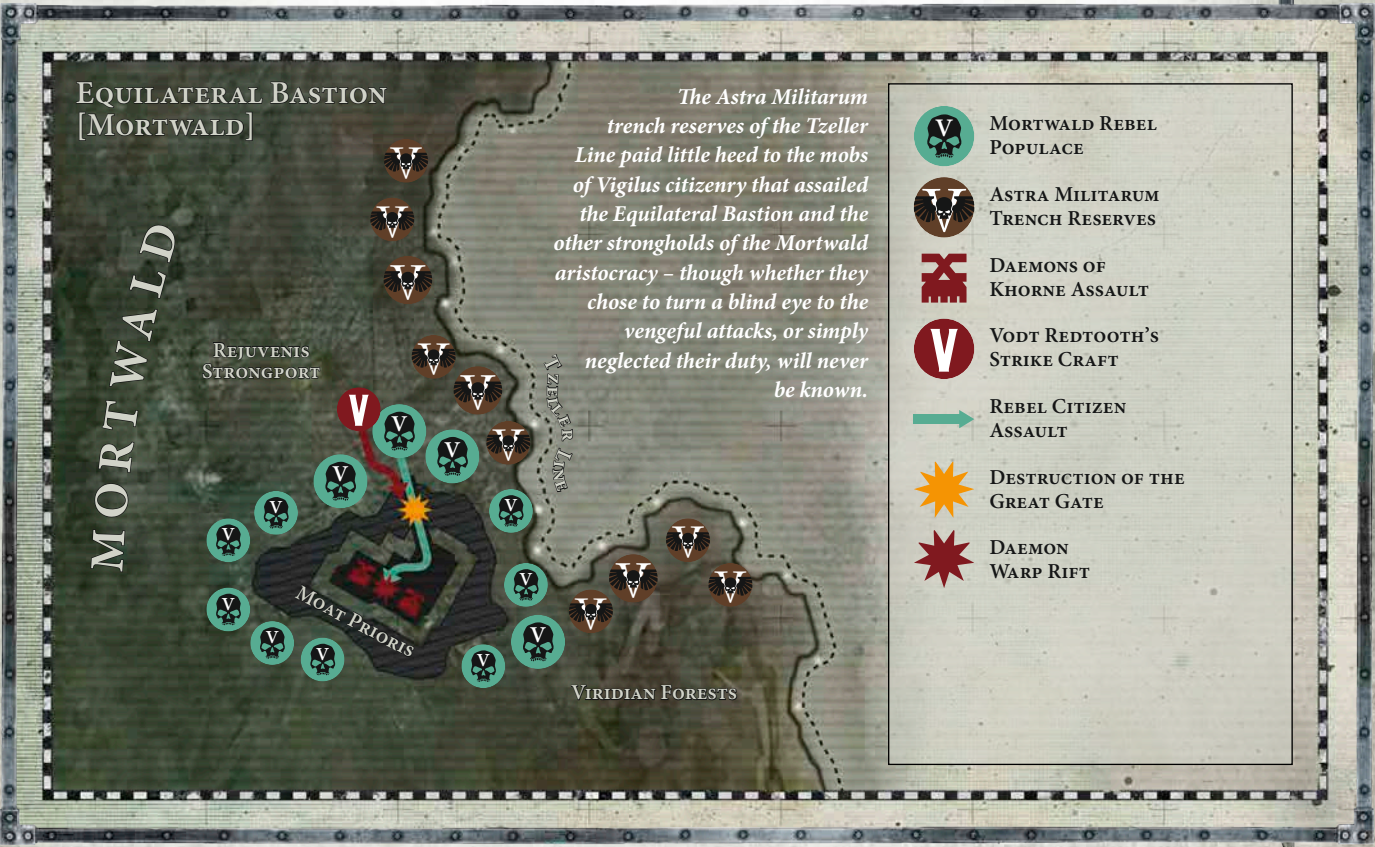 Equilateral Bastion
[Mortwald]
The Astra Militarum
trench reserves of the Tzeller
Line paid little heed to the mobs
of Vigilus citizenry that assailed
the Equilateral Bastion and the
other strongholds of the Mortwald
aristocracy – though whether they
chose to turn a blind eye to the
vengeful attacks, or simply
neglected their duty, will never
be known.
Mortwald
Rejuvenis
Strongport
Tzeller Line
Moat Prioris
Viridian Forests
Mortwald Rebel
Populace
Astra Militarum
Trench Reserves
Daemons of
Khorne Assault
Vodt Redtooth's
Strike Craft
Rebel Citizen
Assault
Destruction of the
Great Gate
Daemon
Warp Rift